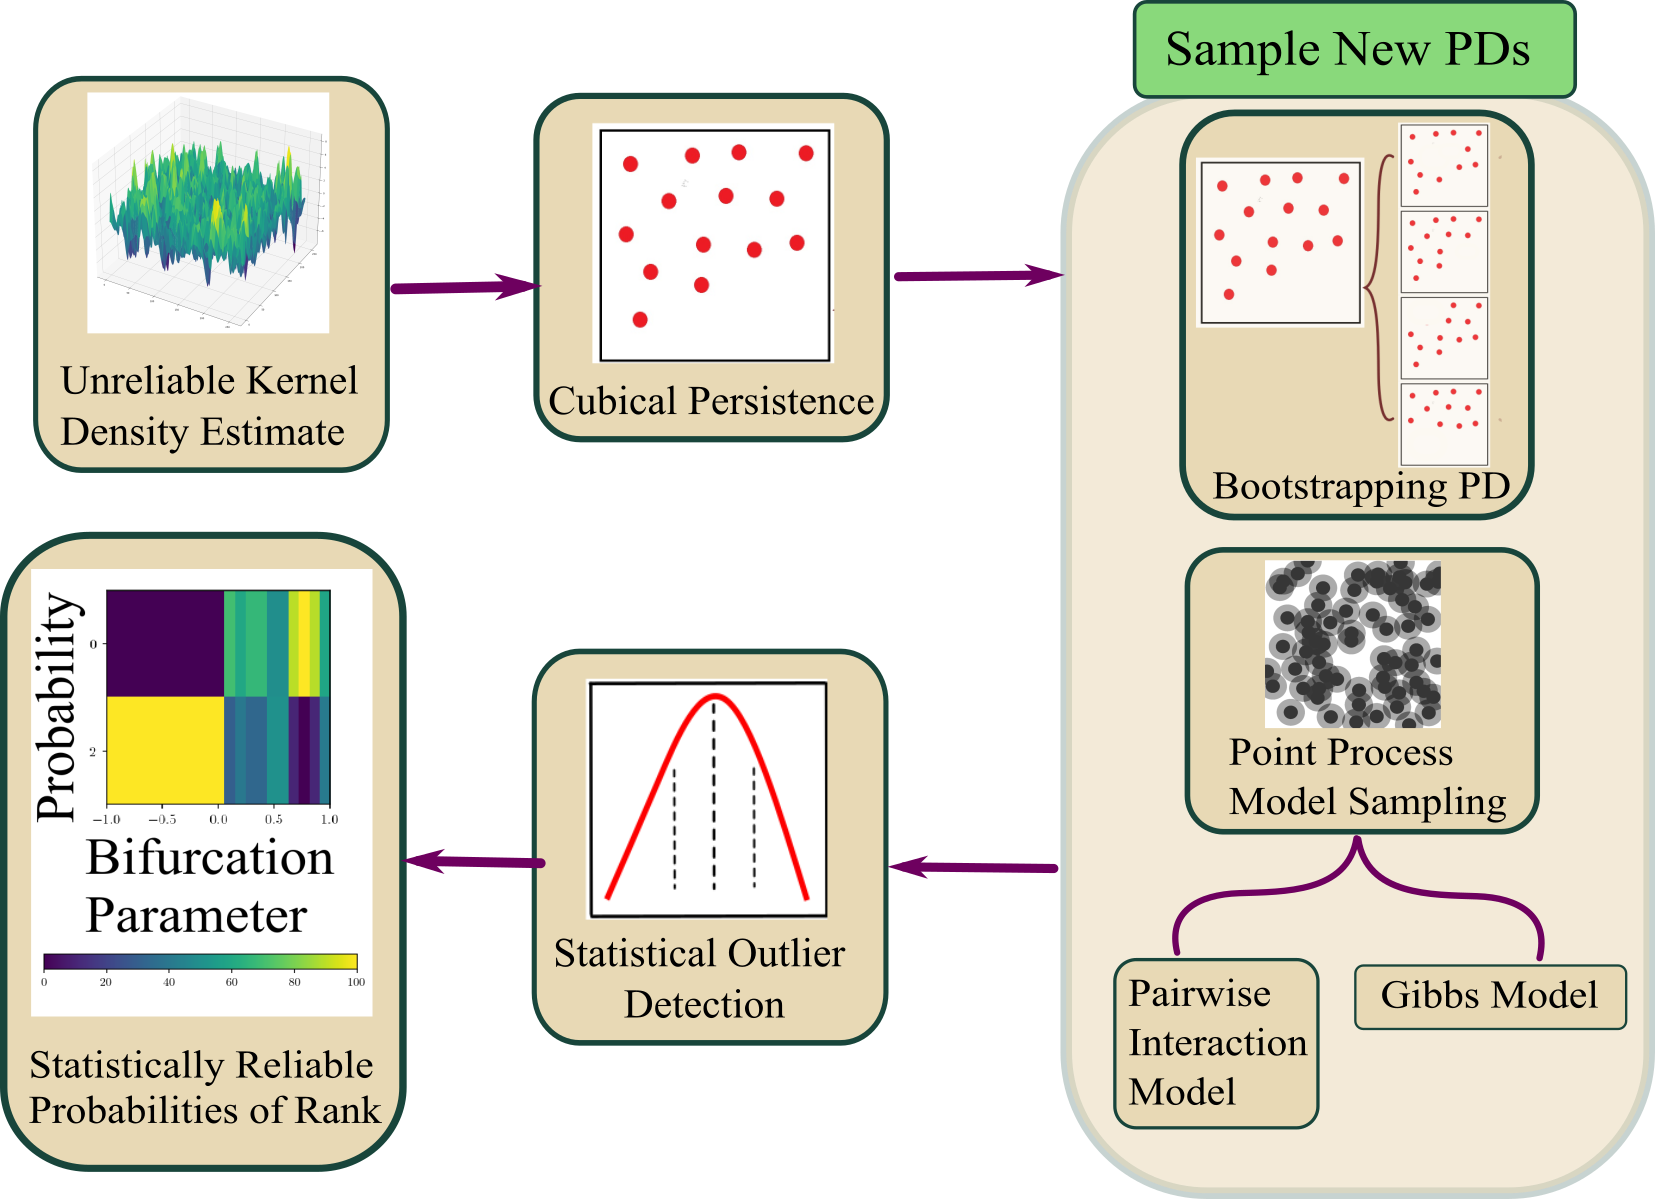 Sample New PDs
Unreliable Kernel
Density Estimate
Cubical Persistence
Bootstrapping PD
Point Process
Model Sampling
Pairwise
Interaction
Model
Gibbs Model
Statistical Outlier
Detection
Probability
0
2
−1.0 −0.5 0.0 0.5 1.0
Bifurcation
Parameter
0 20 40 60 80 100
Statistically Reliable
Probabilities of Rank